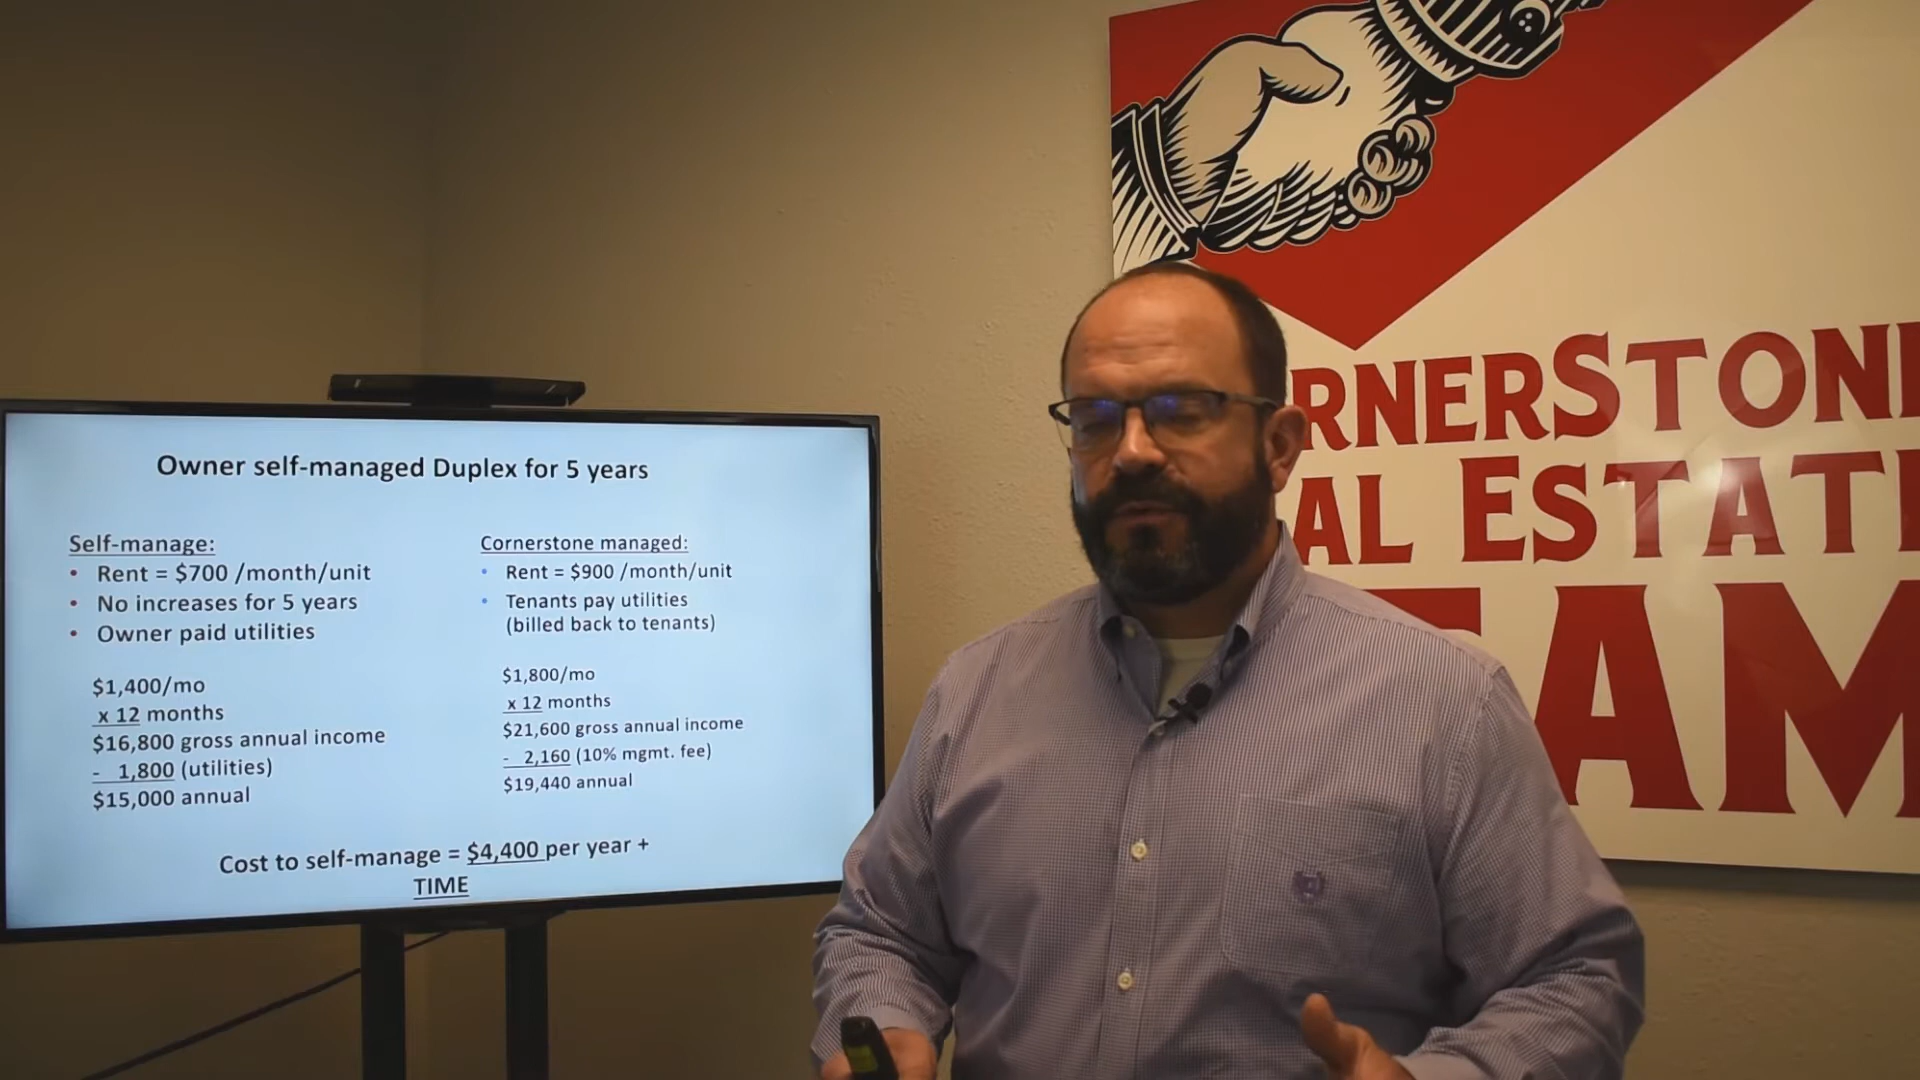 Owner self-managed Duplex for 5 years
Self-manage:
• Rent = $700 /month/unit
• No increases for 5 years
• Owner paid utilities
$1,400/mo
x 12 months
$16,800 gross annual income
- 1,800 (utilities)
$15,000 annual
Cornerstone managed:
• Rent = $900 /month/unit
• Tenants pay utilities
(billed back to tenants)
$1,800/mo
x 12 months
$21,600 gross annual income
- 2,160 (10% mgmt. fee)
$19,440 annual
Cost to self-manage = $4,400 per year +
TIME
RNERSTON
AL ESTAT
EAM